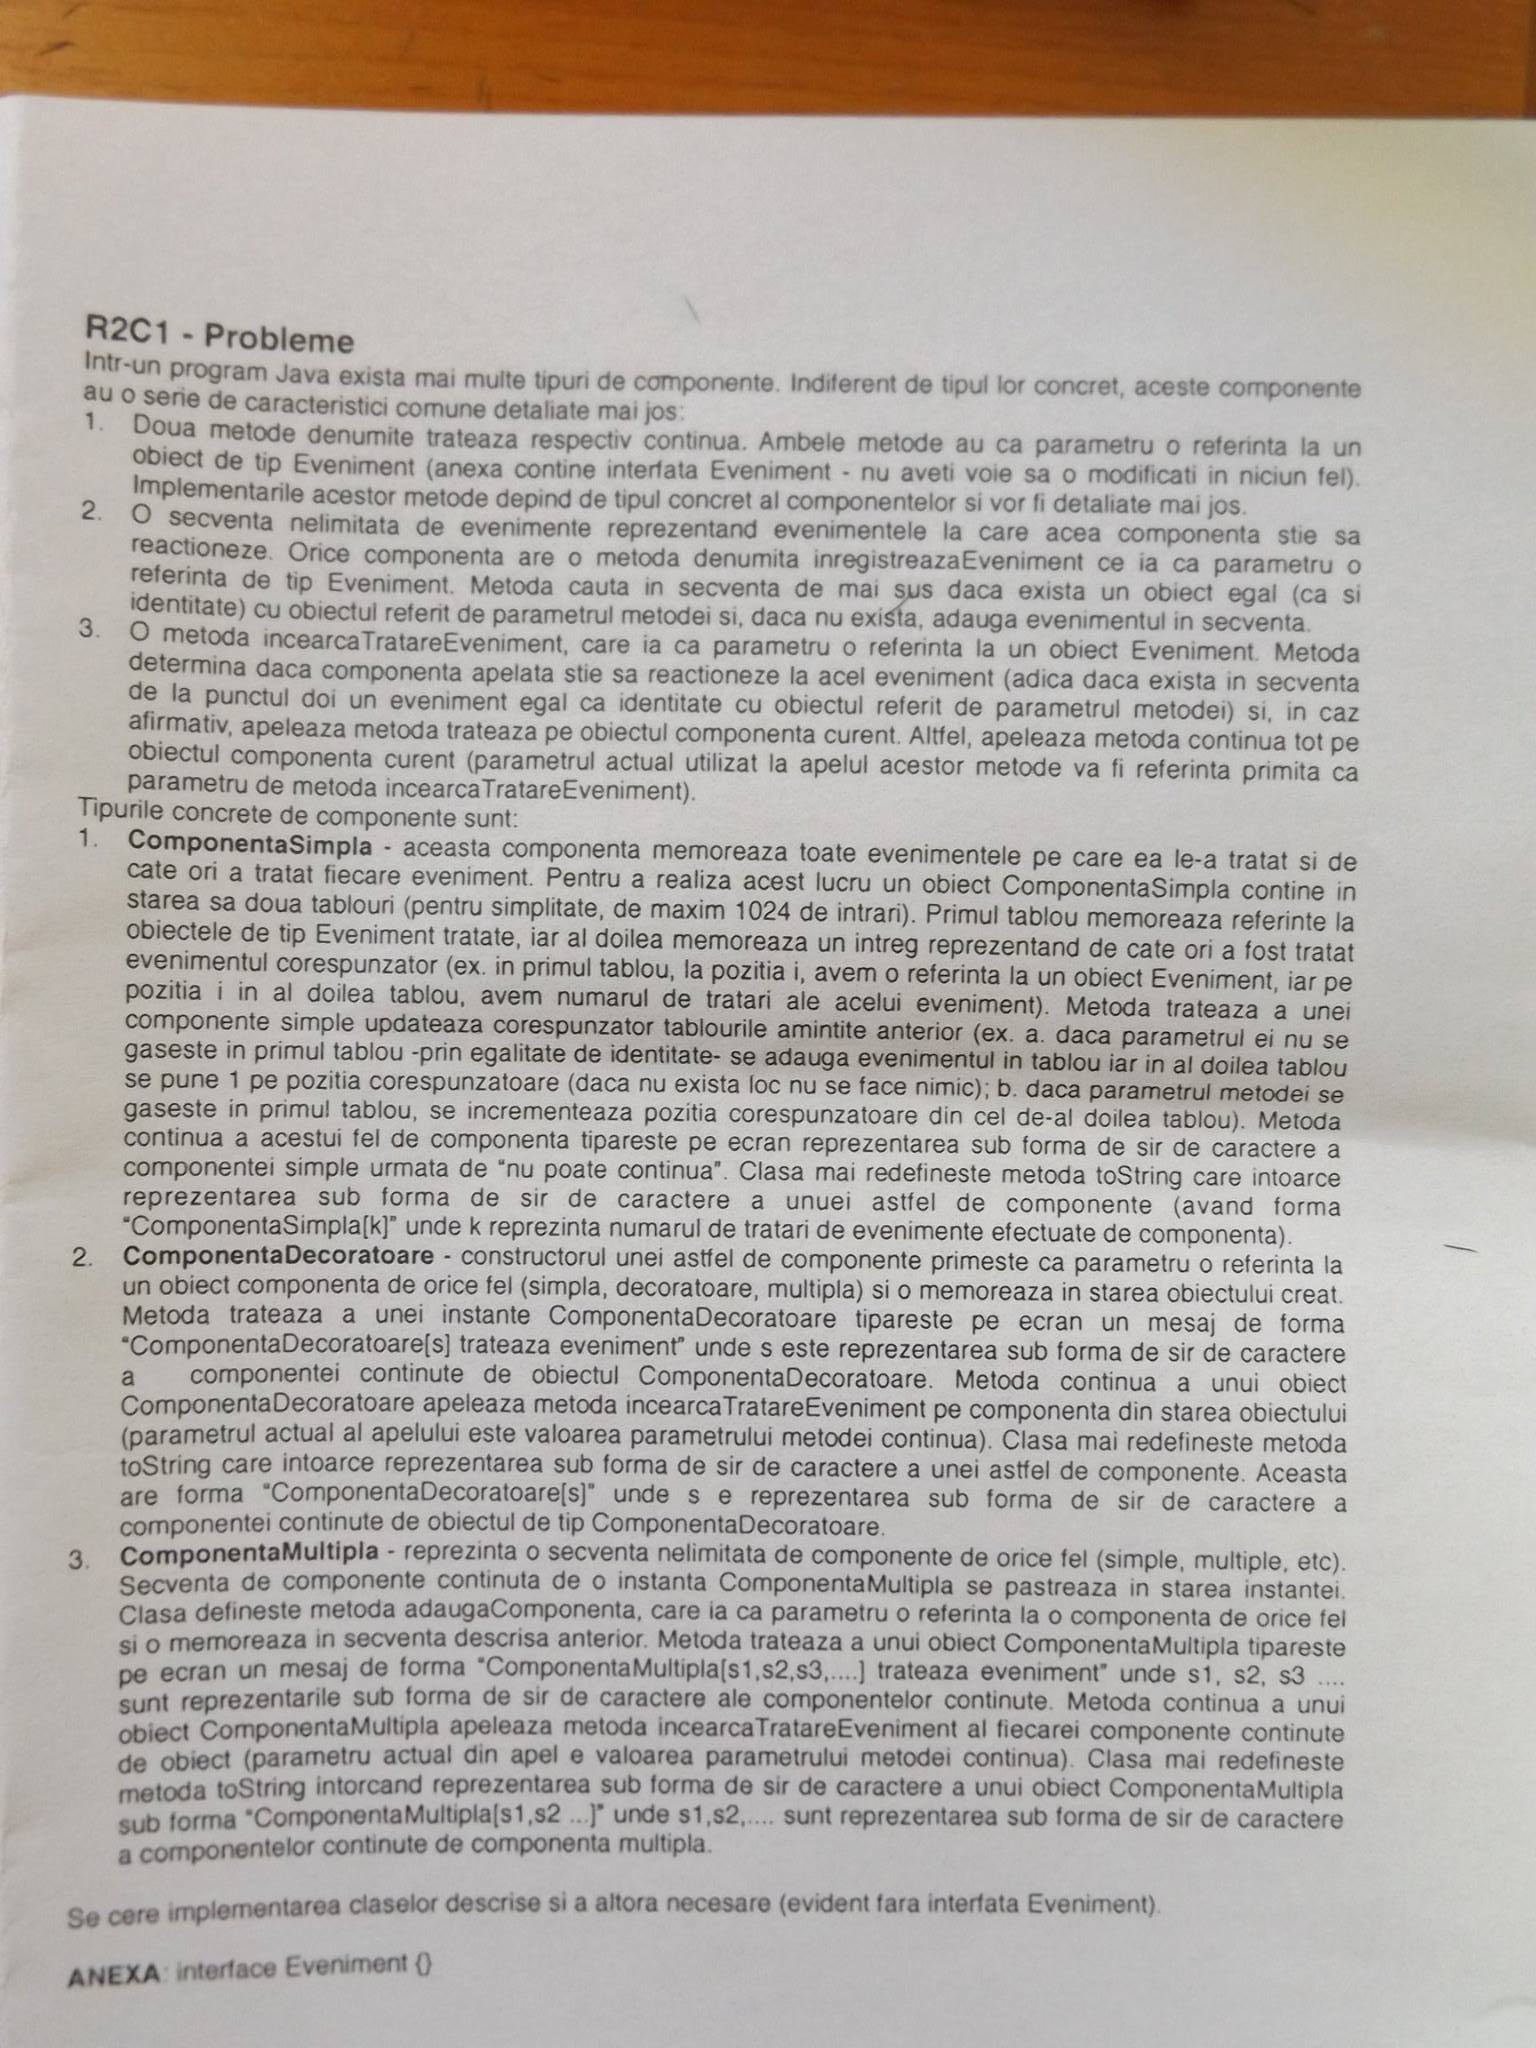 R2C1 - Probleme
Intr-un program Java exista mai multe tipuri de componente. Indiferent de tipul lor concret, aceste componente
au o serie de caracteristici comune detaliate mai jos:
1. Doua metode denumite trateaza respectiv continua. Ambele metode au ca parametru o referinta la un
obiect de tip Eveniment (anexa contine interfata Eveniment - nu aveti voie sa o modificati in niciun fel).
Implementarile acestor metode depind de tipul concret al componentelor si vor fi detaliate mai jos.
2. O secventa nelimitata de evenimente reprezentand evenimentele la care acea componenta stie sa
reactioneze. Orice componenta are o metoda denumita inregistreazaEveniment ce ia ca parametru o
referinta de tip Eveniment. Metoda cauta in secventa de mai sus daca exista un obiect egal (ca si
identitate) cu obiectul referit de parametrul metodei si, daca nu exista, adauga evenimentul in secventa.
3. O metoda incearcaTratareEveniment, care ia ca parametru o referinta la un obiect Eveniment. Metoda
determina daca componenta apelata stie sa reactioneze la acel eveniment (adica daca exista in secventa
de la punctul doi un eveniment egal ca identitate cu obiectul referit de parametrul metodei) si, in caz
afirmativ, apeleaza metoda trateaza pe obiectul componenta curent. Altfel, apeleaza metoda continua tot pe
obiectul componenta curent (parametrul actual utilizat la apelul acestor metode va fi referinta primita ca
parametru de metoda incearcaTratareEveniment).
Tipurile concrete de componente sunt:
1. ComponentaSimpla - aceasta componenta memoreaza toate evenimentele pe care ea le-a tratat si de
cate ori a tratat fiecare eveniment. Pentru a realiza acest lucru un obiect ComponentaSimpla contine in
starea sa doua tablouri (pentru simplitate, de maxim 1024 de intrari). Primul tablou memoreaza referinte la
obiectele de tip Eveniment tratate, iar al doilea memoreaza un intreg reprezentand de cate ori a fost tratat
evenimentul corespunzator (ex. in primul tablou, la pozitia i, avem o referinta la un obiect Eveniment, iar pe
pozitia i in al doilea tablou, avem numarul de tratari ale acelui eveniment). Metoda trateaza a unei
componente simple updateaza corespunzator tablourile amintite anterior (ex. a. daca parametrul ei nu se
gaseste in primul tablou -prin egalitate de identitate- se adauga evenimentul in tablou iar in al doilea tablou
se pune 1 pe pozitia corespunzatoare (daca nu exista loc nu se face nimic); b. daca parametrul metodei se
gaseste in primul tablou, se incrementeaza pozitia corespunzatoare din cel de-al doilea tablou). Metoda
continua a acestui fel de componenta tipareste pe ecran reprezentarea sub forma de sir de caractere a
componentei simple urmata de "nu poate continua". Clasa mai redefineste metoda toString care intoarce
reprezentarea sub forma de sir de caractere a unuei astfel de componente (avand forma
"ComponentaSimpla[k]" unde k reprezinta numarul de tratari de evenimente efectuate de componenta).
2. ComponentaDecoratoare - constructorul unei astfel de componente primeste ca parametru o referinta la
un obiect componenta de orice fel (simpla, decoratoare, multipla) si o memoreaza in starea obiectului creat.
Metoda trateaza a unei instante ComponentaDecoratoare tipareste pe ecran un mesaj de forma
"ComponentaDecoratoare[s] trateaza eveniment" unde s este reprezentarea sub forma de sir de caractere
a componentei continute de obiectul ComponentaDecoratoare. Metoda continua a unui obiect
ComponentaDecoratoare apeleaza metoda incearcaTratareEveniment pe componenta din starea obiectului
(parametrul actual al apelului este valoarea parametrului metodei continua). Clasa mai redefineste metoda
toString care intoarce reprezentarea sub forma de sir de caractere a unei astfel de componente. Aceasta
are forma "ComponentaDecoratoare[s]" unde s e reprezentarea sub forma de sir de caractere a
componentei continute de obiectul de tip ComponentaDecoratoare.
3. ComponentaMultipla - reprezinta o secventa nelimitata de componente de orice fel (simple, multiple, etc).
Secventa de componente continuta de o instanta ComponentaMultipla se pastreaza in starea instantei.
Clasa defineste metoda adaugaComponenta, care ia ca parametru o referinta la o componenta de orice fel
si o memoreaza in secventa descrisa anterior. Metoda trateaza a unui obiect ComponentaMultipla tipareste
pe ecran un mesaj de forma "ComponentaMultipla[s1,s2,s3,....] trateaza eveniment" unde s1, s2, s3 ....
sunt reprezentarile sub forma de sir de caractere ale componentelor continute. Metoda continua a unui
obiect ComponentaMultipla apeleaza metoda incearcaTratareEveniment al fiecarei componente continute
de obiect (parametru actual din apel e valoarea parametrului metodei continua). Clasa mai redefineste
metoda toString intorcand reprezentarea sub forma de sir de caractere a unui obiect ComponentaMultipla
sub forma "ComponentaMultipla[s1,s2 ...]" unde s1,s2,.... sunt reprezentarea sub forma de sir de caractere
a componentelor continute de componenta multipla.
Se cere implementarea claselor descrise si a altora necesare (evident fara interfata Eveniment).
ANEXA: interface Eveniment {}